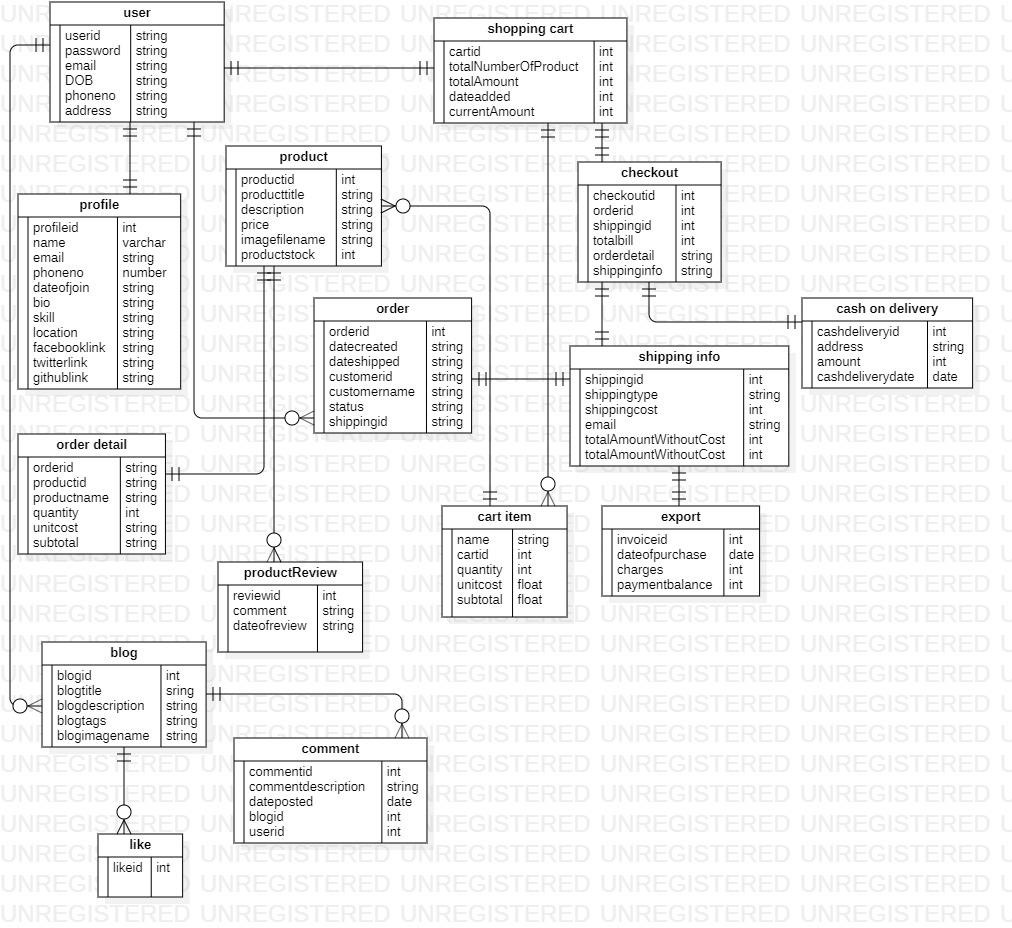 user
userid string
password string
email string
DOB string
phoneno string
address string
shopping cart
cartid int
totalNumberOfProduct int
totalAmount int
dateadded int
currentAmount int
product
productid int
producttitle string
description string
price string
imagefilename string
productstock int
checkout
checkoutid int
orderid int
shippingid int
totalbill int
orderdetail string
shippinginfo string
profile
profileid int
name varchar
email string
phoneno number
dateofjoin string
bio string
skill string
location string
facebooklink string
twitterlink string
githublink string
order
orderid int
datecreated string
dateshipped string
customerid string
customername string
status string
shippingid string
cash on delivery
cashdeliveryid int
address string
amount int
cashdeliverydate date
shipping info
shippingid int
shippingtype string
shippingcost int
email string
totalAmountWithoutCost int
totalAmountWithoutCost int
order detail
orderid string
productid string
productname string
quantity int
unitcost string
subtotal string
cart item
name string
cartid int
quantity int
unitcost float
subtotal float
export
invoiceid int
dateofpurchase date
charges int
paymentbalance int
productReview
reviewid int
comment string
dateofreview string
blog
blogid int
blogtitle sring
blogdescription string
blogtags string
blogimagename string
comment
commentid int
commentdescription string
dateposted date
blogid int
userid int
like
likeid int
UNREGISTERED